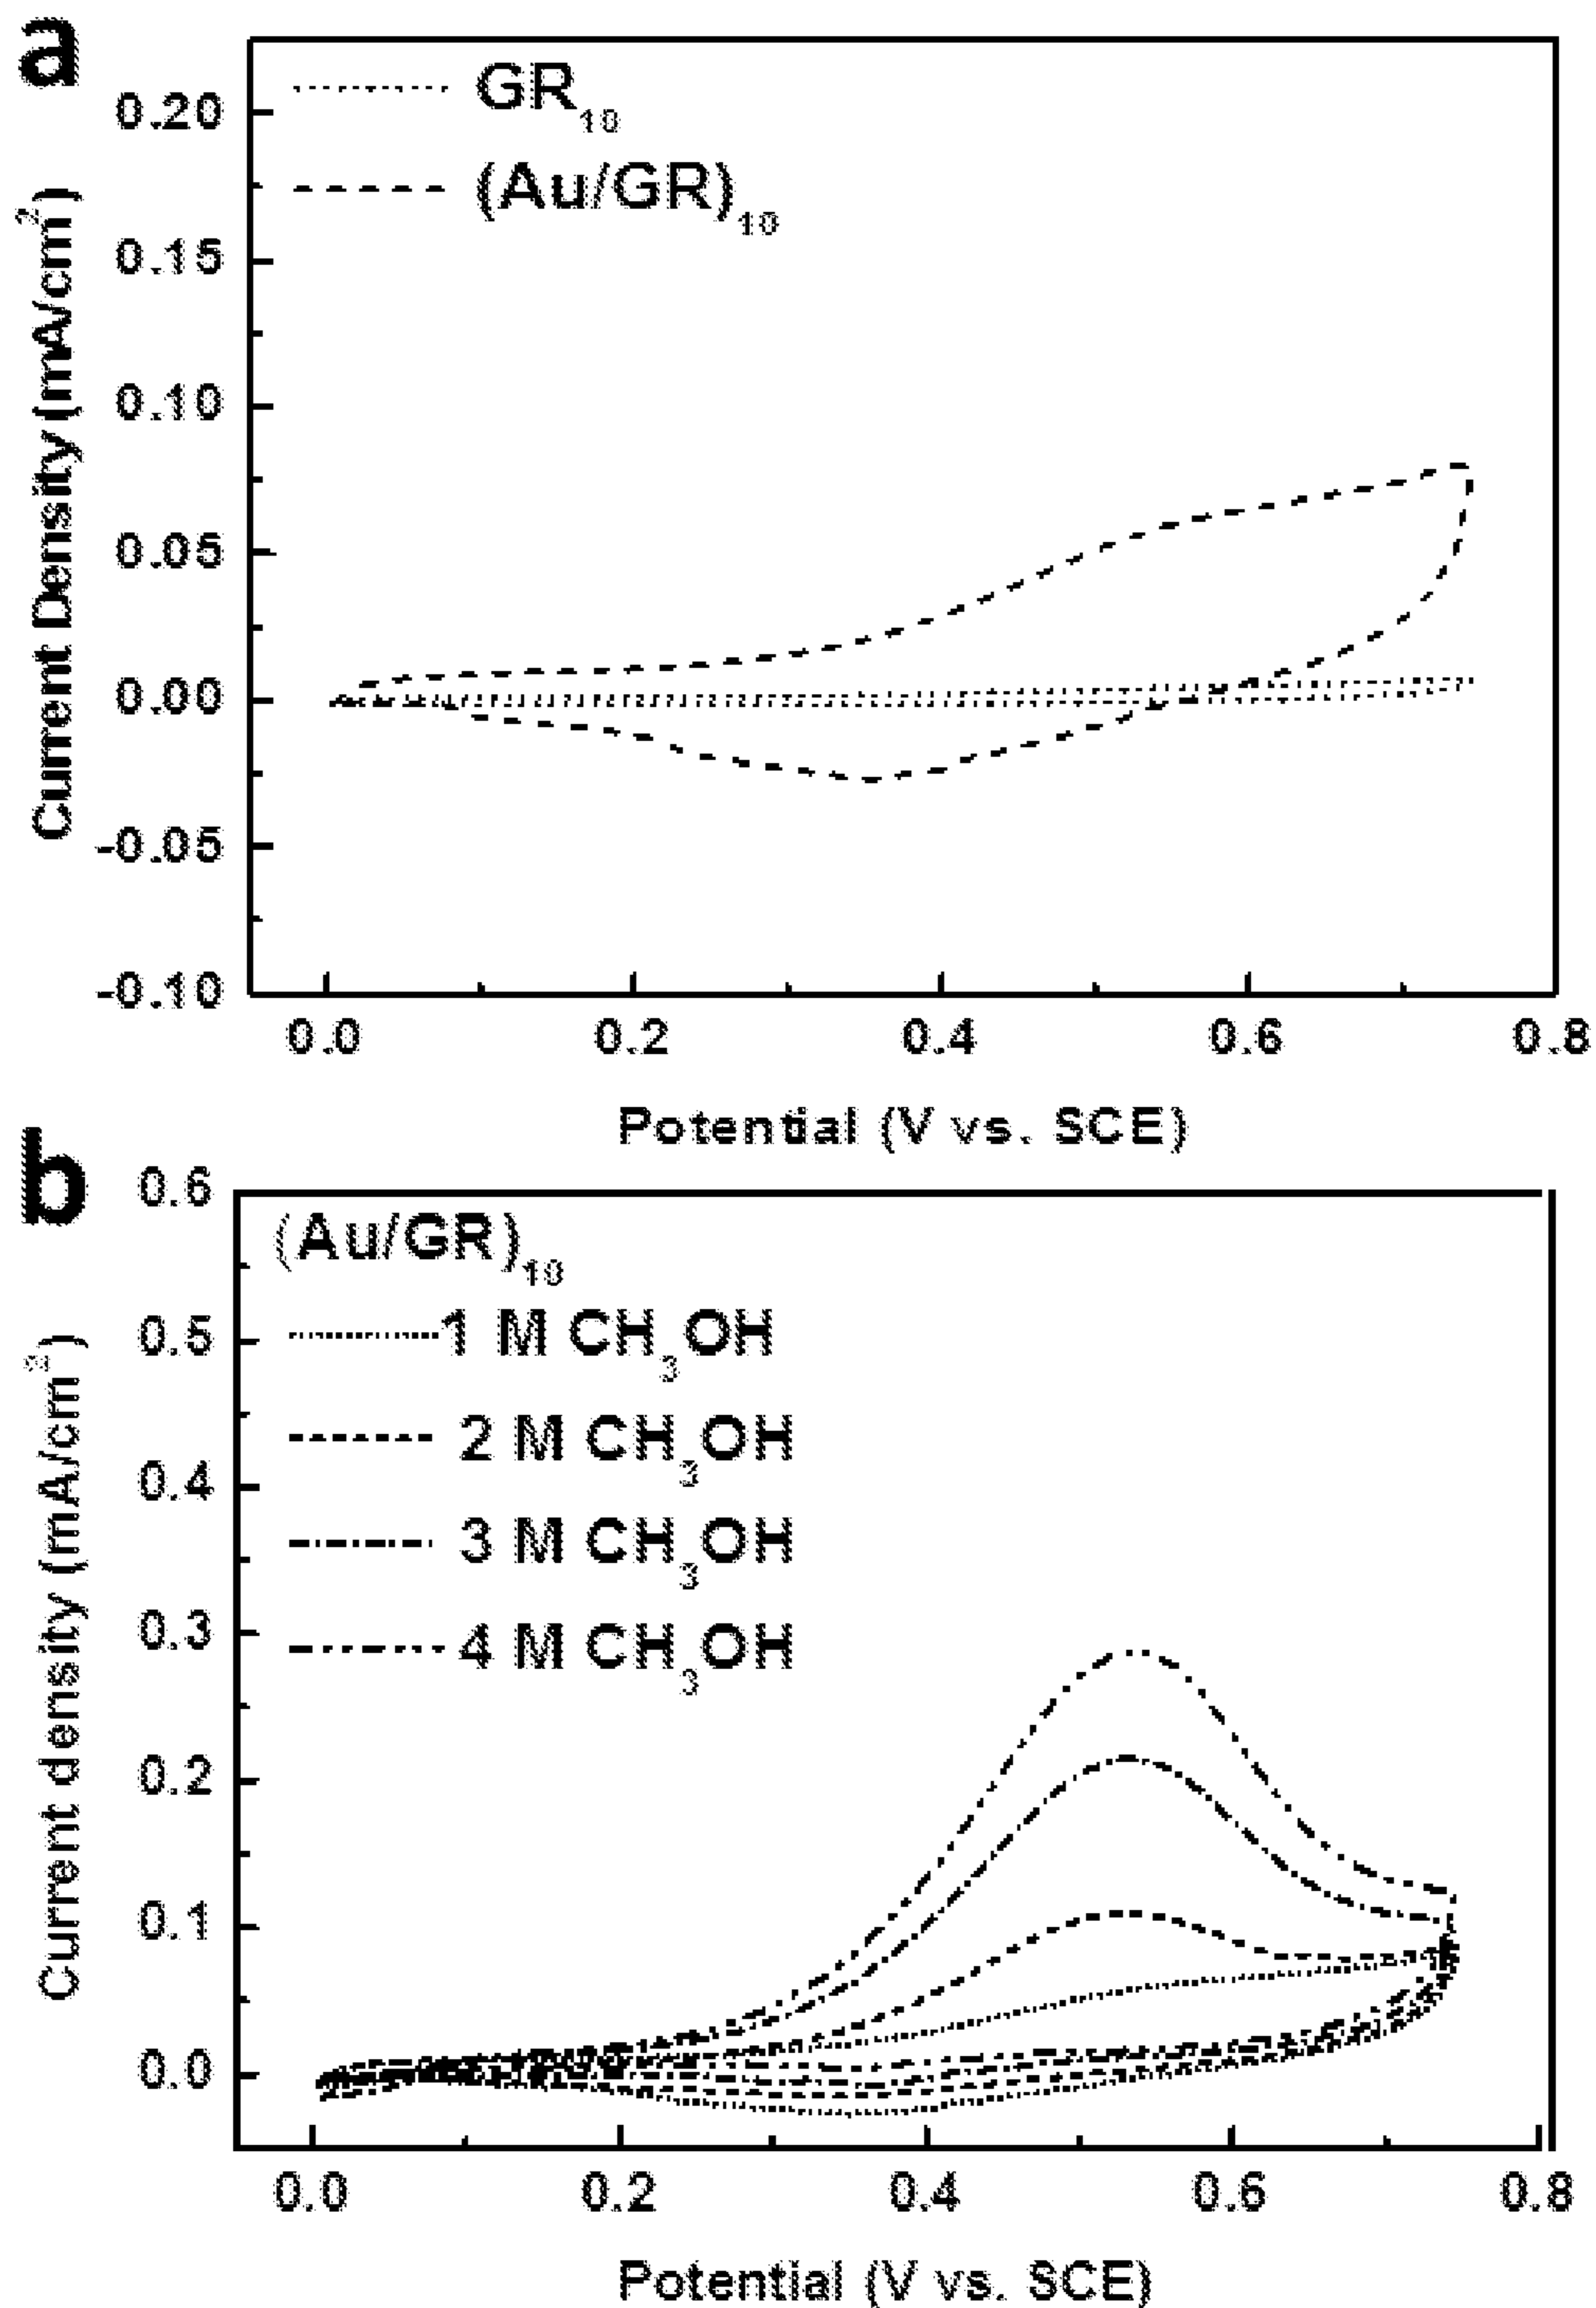 a
GR₁₀
(Au/GR)₁₀
0.20
0.15
0.10
0.05
0.00
-0.05
-0.10
Current Density (mA/cm²)
0.0 0.2 0.4 0.6 0.8
Potential (V vs. SCE)
b
(Au/GR)₁₀
1 M CH₃OH
2 M CH₃OH
3 M CH₃OH
4 M CH₃OH
0.6
0.5
0.4
0.3
0.2
0.1
0.0
Current density (mA/cm²)
0.0 0.2 0.4 0.6 0.8
Potential (V vs. SCE)